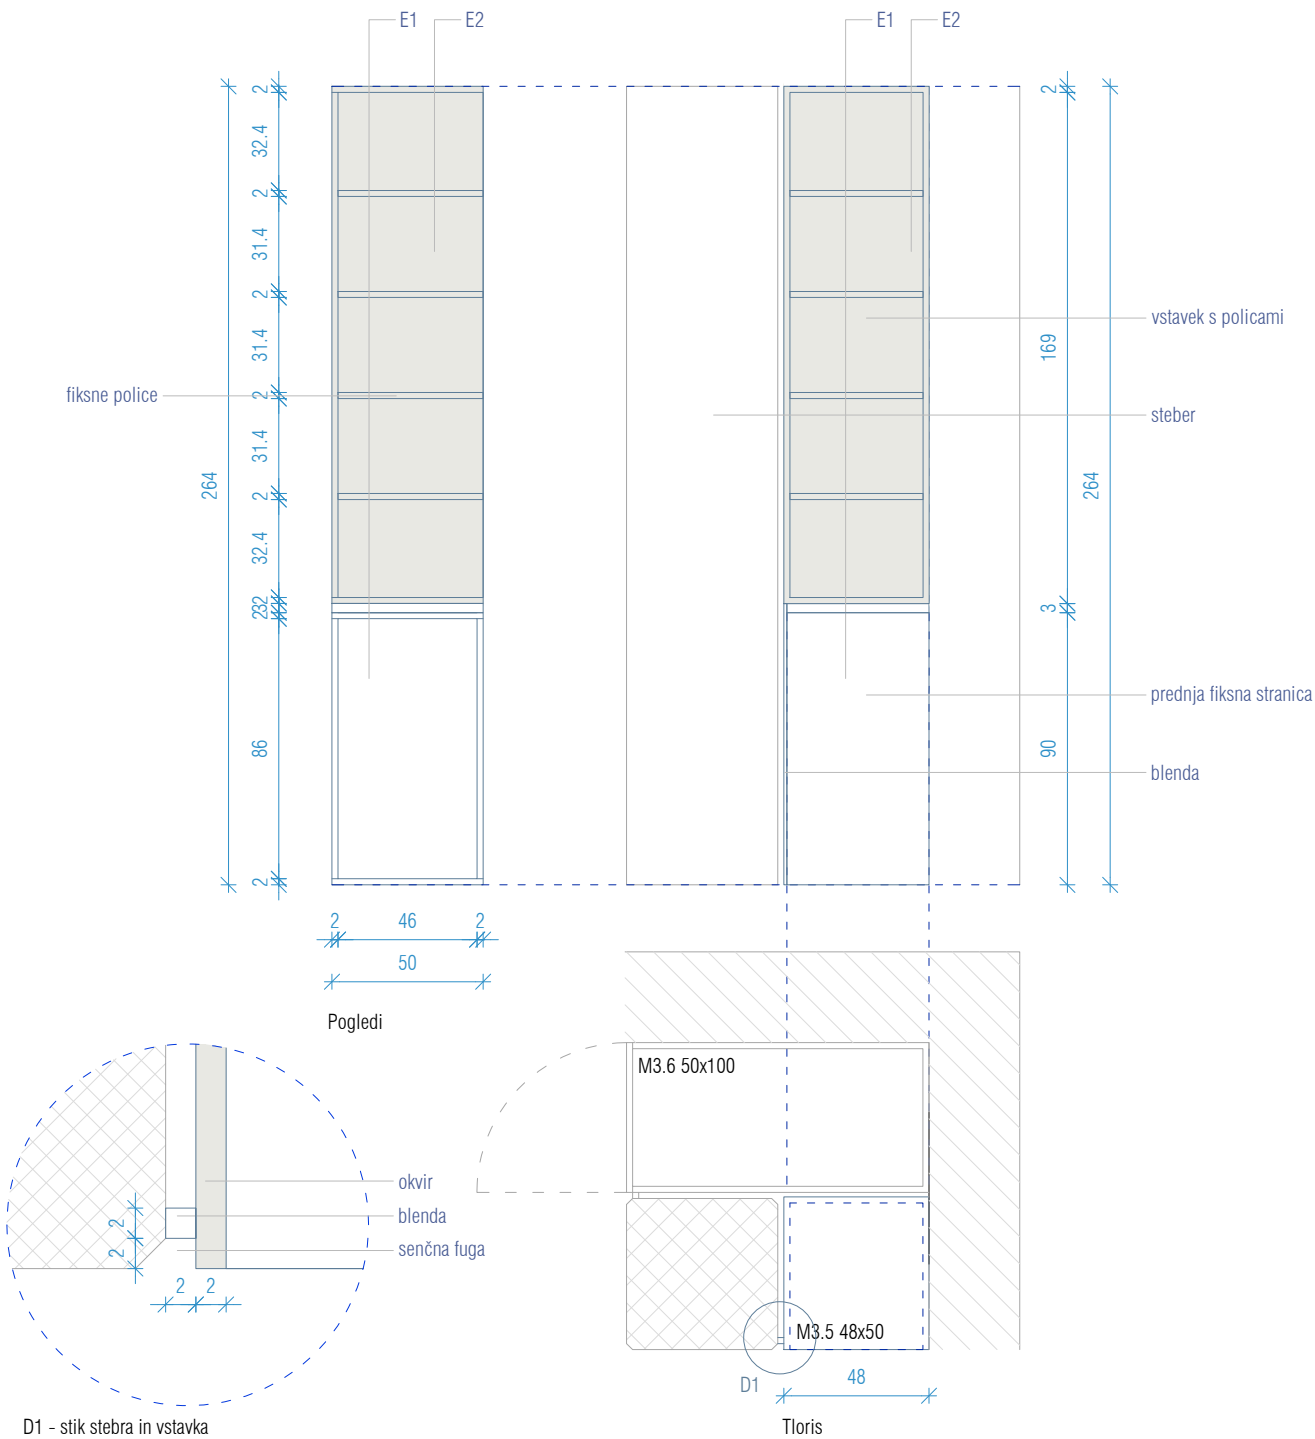 E1
E2
E1
E2
2
32.4
2
31.4
2
31.4
2
31.4
2
32.4
2
3
2
86
2
264
fiksne police
2
169
3
90
264
vstavek s policami
steber
prednja fiksna stranica
blenda
2
46
2
50
Pogledi
M3.6 50x100
okvir
blenda
senčna fuga
2
2
2
2
M3.5 48x50
D1
48
D1 - stik stebra in vstavka
Tloris